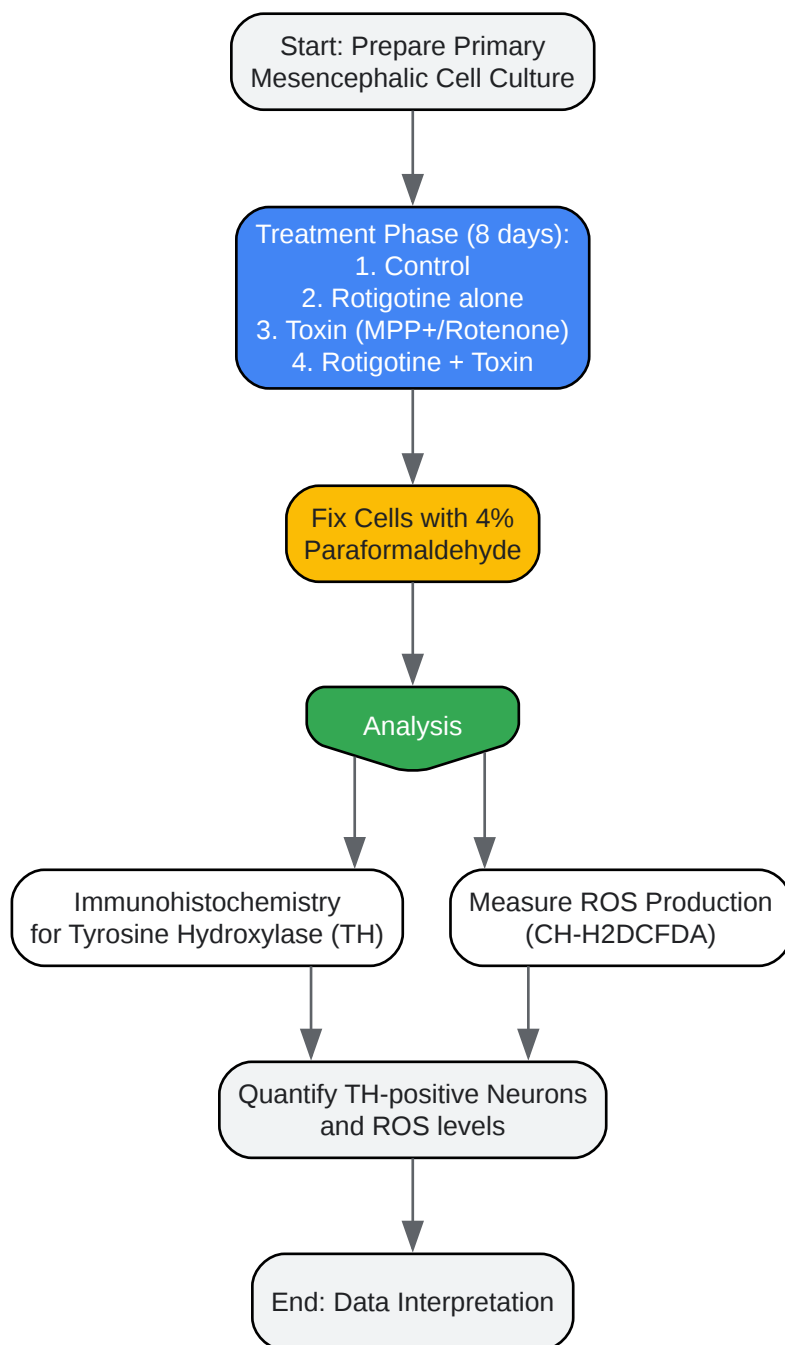 Start: Prepare Primary
Mesencephalic Cell Culture
Treatment Phase (8 days):
1. Control
2. Rotigotine alone
3. Toxin (MPP+/Rotenone)
4. Rotigotine + Toxin
Fix Cells with 4%
Paraformaldehyde
Analysis
Immunohistochemistry
for Tyrosine Hydroxylase (TH)
Measure ROS Production
(CH-H2DCFDA)
Quantify TH-positive Neurons
and ROS levels
End: Data Interpretation